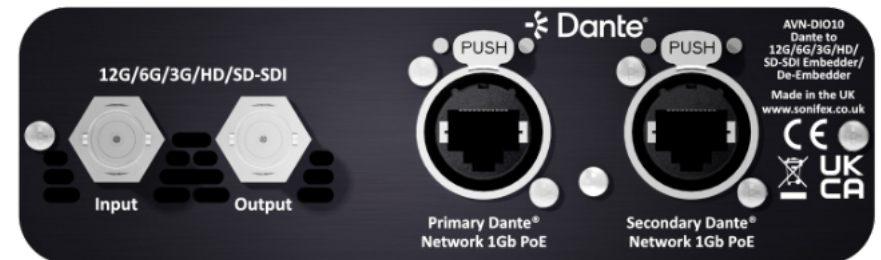 Dante®
PUSH
PUSH
12G/6G/3G/HD/SD-SDI
Input
Output
Primary Dante®
Network 1Gb PoE
Secondary Dante®
Network 1Gb PoE
AVN-DIO10
Dante to
12G/6G/3G/HD/
SD-SDI Embedder/
De-Embedder
Made in the UK
www.sonifex.co.uk
CE
UK
CA